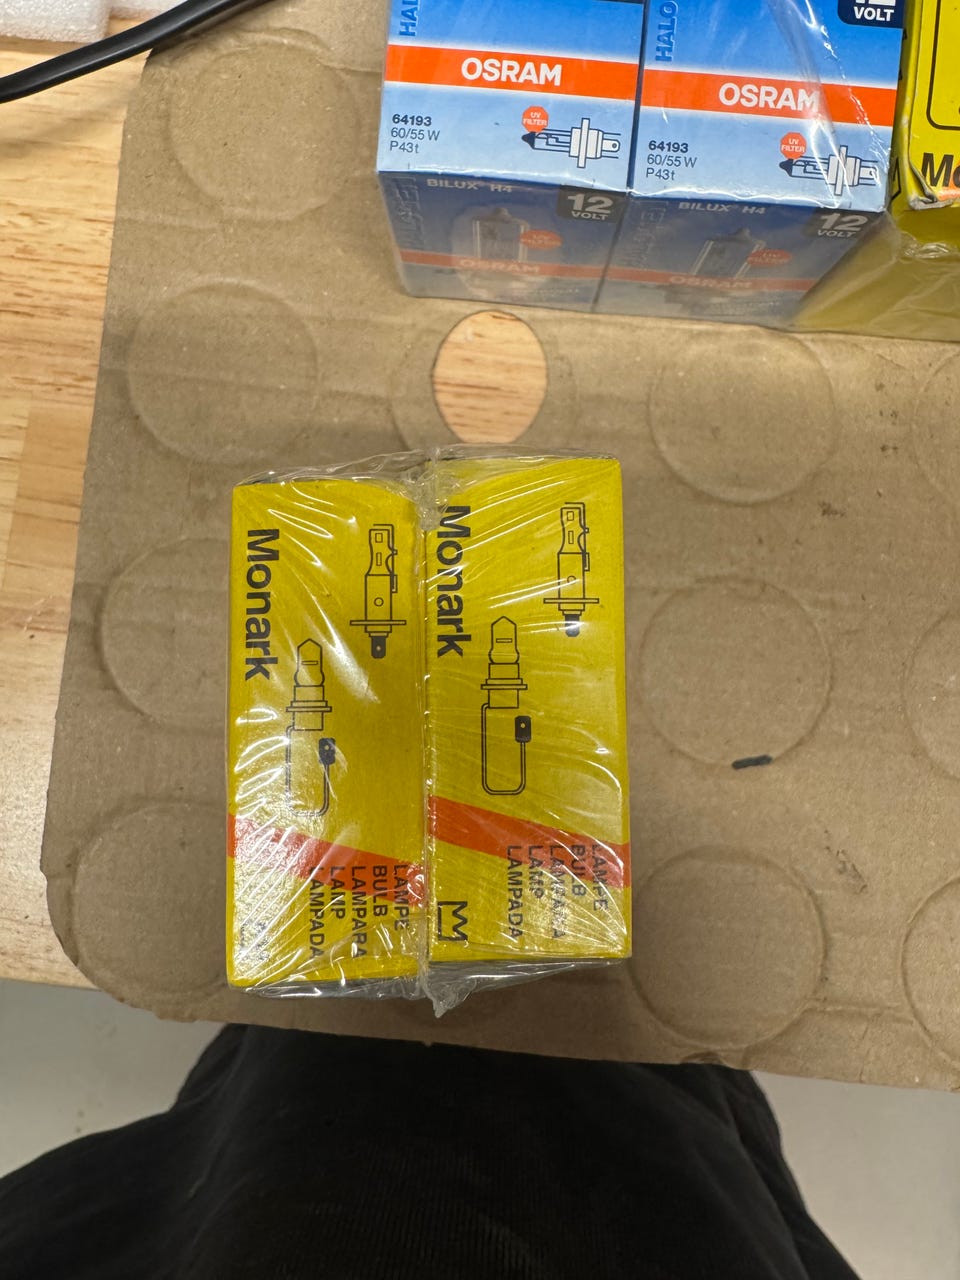 HAL
HALO
12
VOLT
OSRAM
OSRAM
UV
FILTER
64193
60/55 W
P43t
UV
FILTER
64193
60/55 W
P43t
Mo
BILUX H4
12
VOLT
BILUX H4
12
VOLT
OSRAM
OSRAM
Monark
Monark
LAMPE
BULB
LAMPARA
LAMP
LAMPADA
LAMPE
BULB
LAMPARA
LAMP
LAMPADA
M